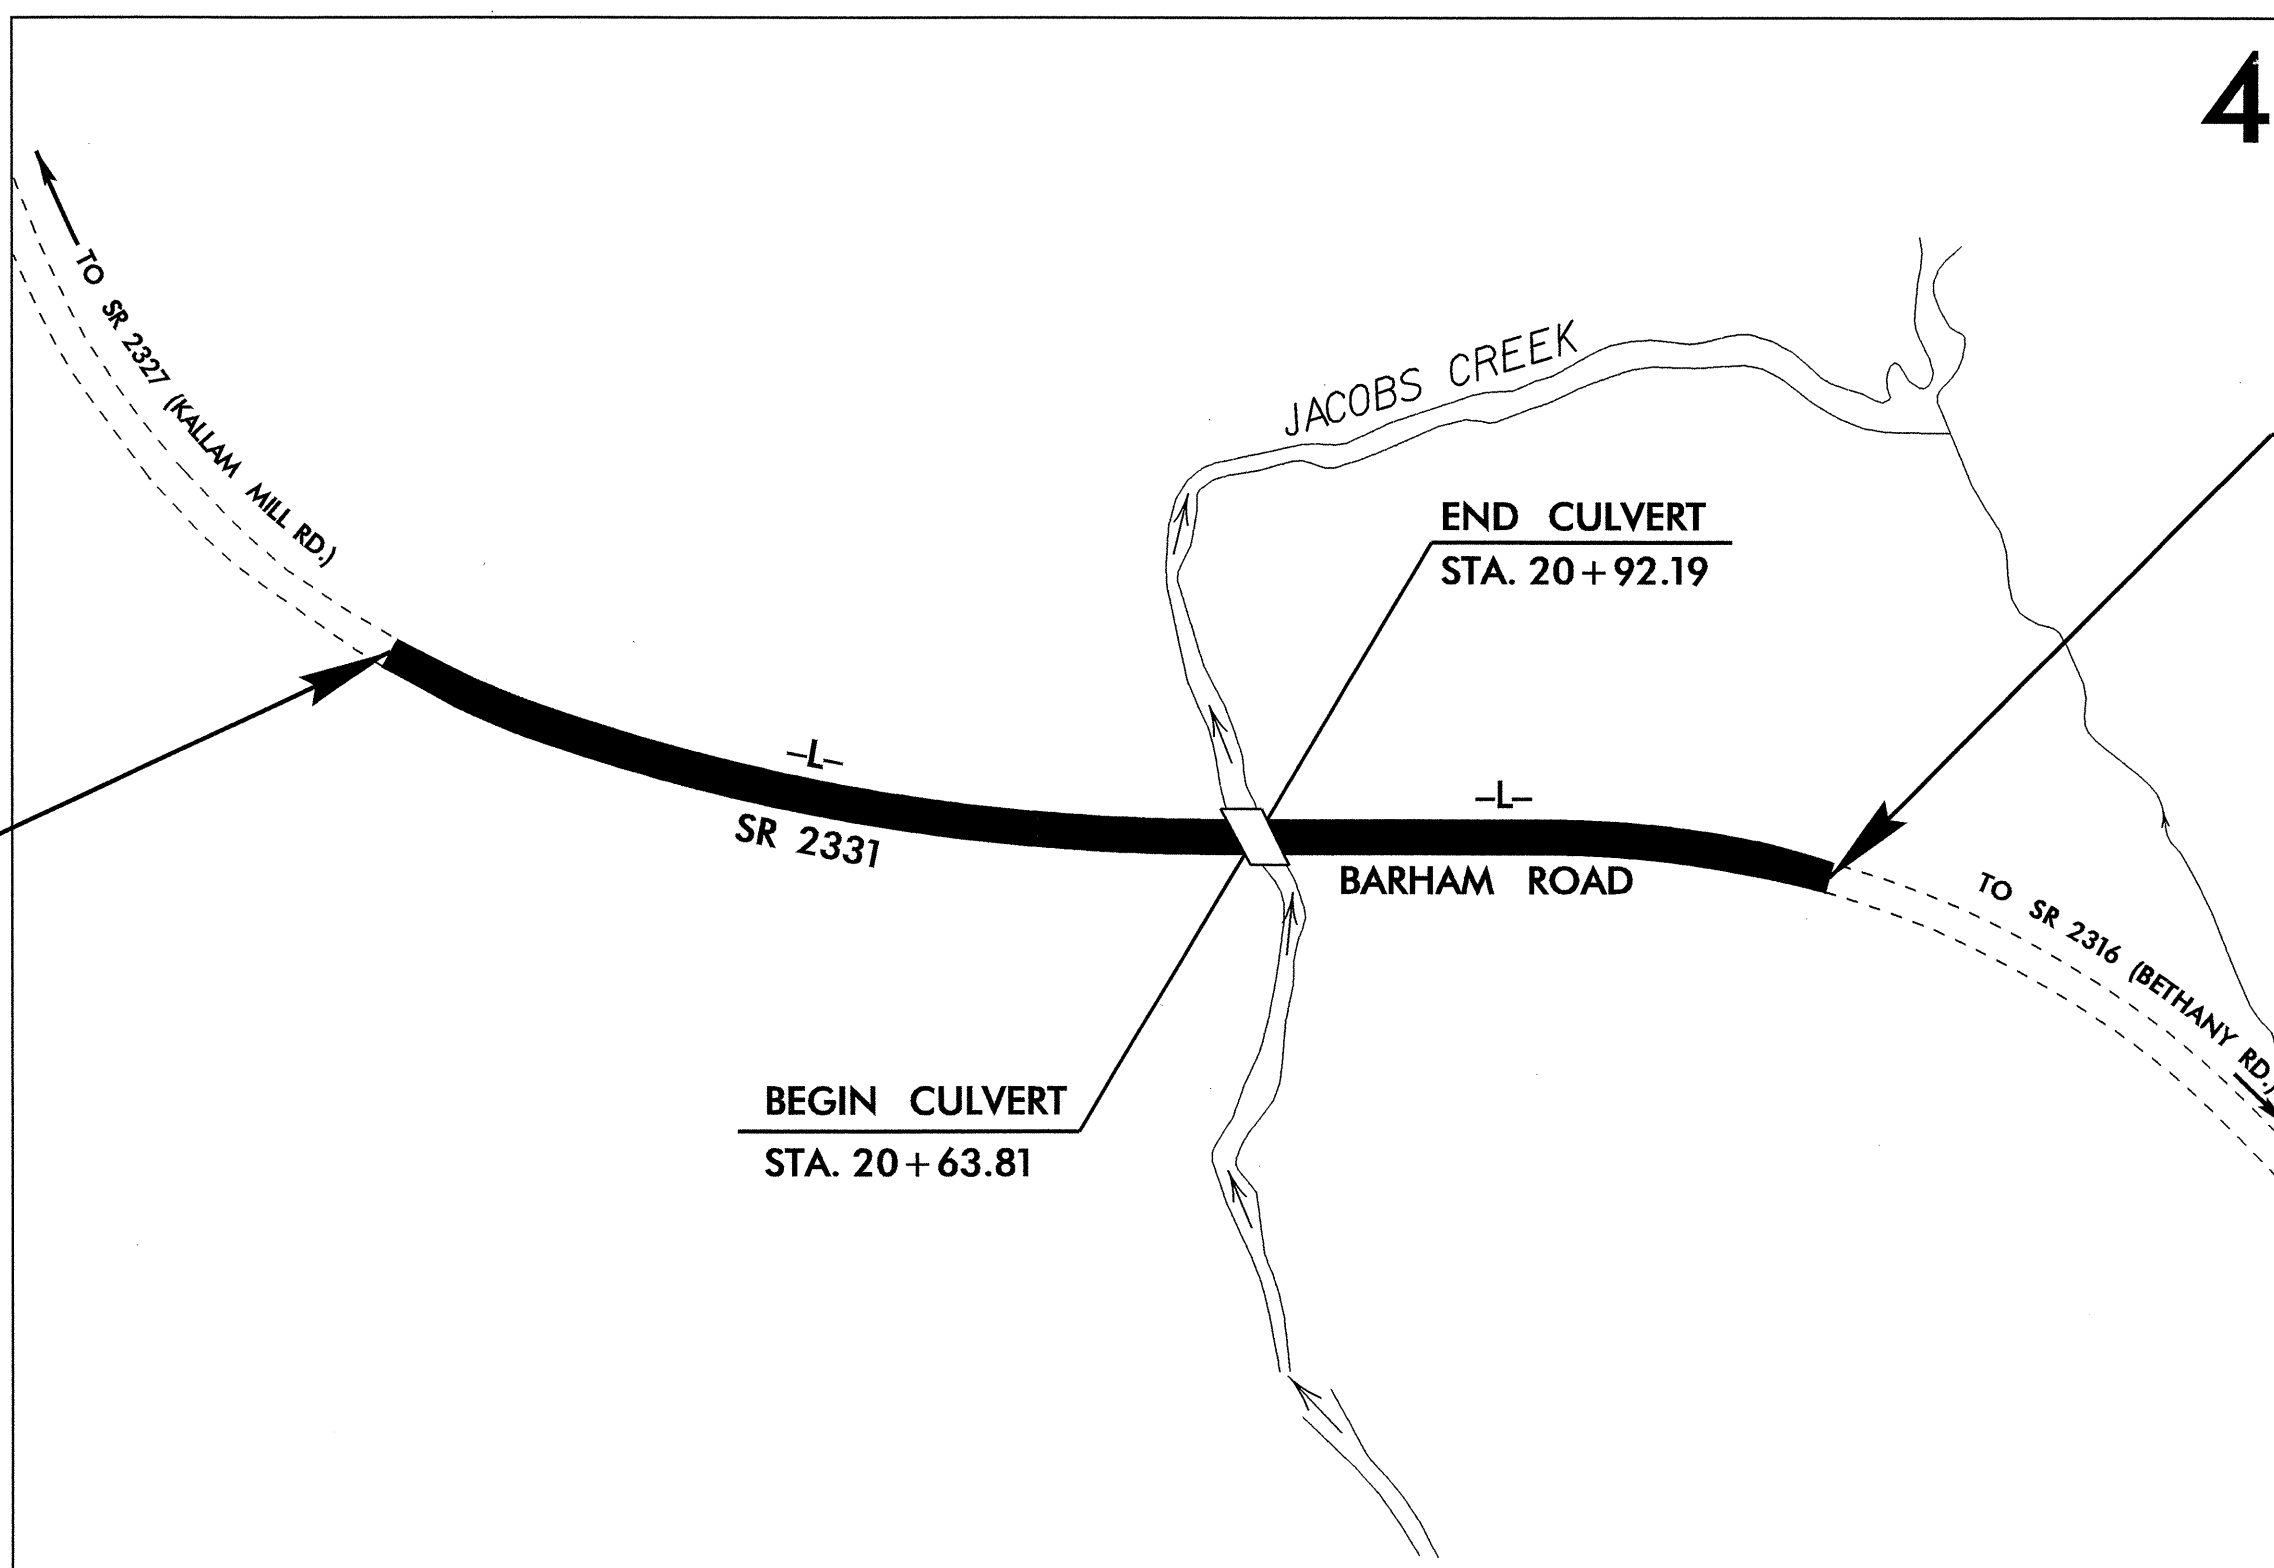 4
TO SR 2327 (KALLAM MILL RD.)
JACOBS CREEK
END CULVERT
STA. 20+92.19
-L-
SR 2331
-L-
BARHAM ROAD
TO SR 2316 (BETHANY RD.)
BEGIN CULVERT
STA. 20+63.81